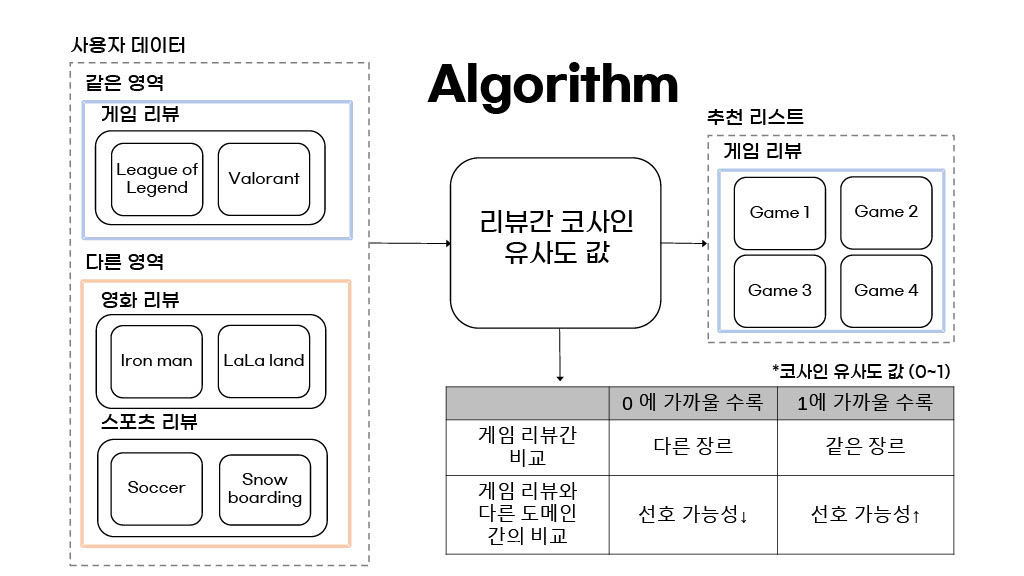 사용자 데이터
같은 영역
게임 리뷰
League of
Legend
Valorant
다른 영역
영화 리뷰
Iron man
LaLa land
스포츠 리뷰
Soccer
Snow
boarding
Algorithm
리뷰간 코사인
유사도 값
추천 리스트
게임 리뷰
Game 1
Game 2
Game 3
Game 4
*코사인 유사도 값 (0~1)
0 에 가까울 수록
1에 가까울 수록
게임 리뷰간
비교
다른 장르
같은 장르
게임 리뷰와
다른 도메인
간의 비교
선호 가능성↓
선호 가능성↑